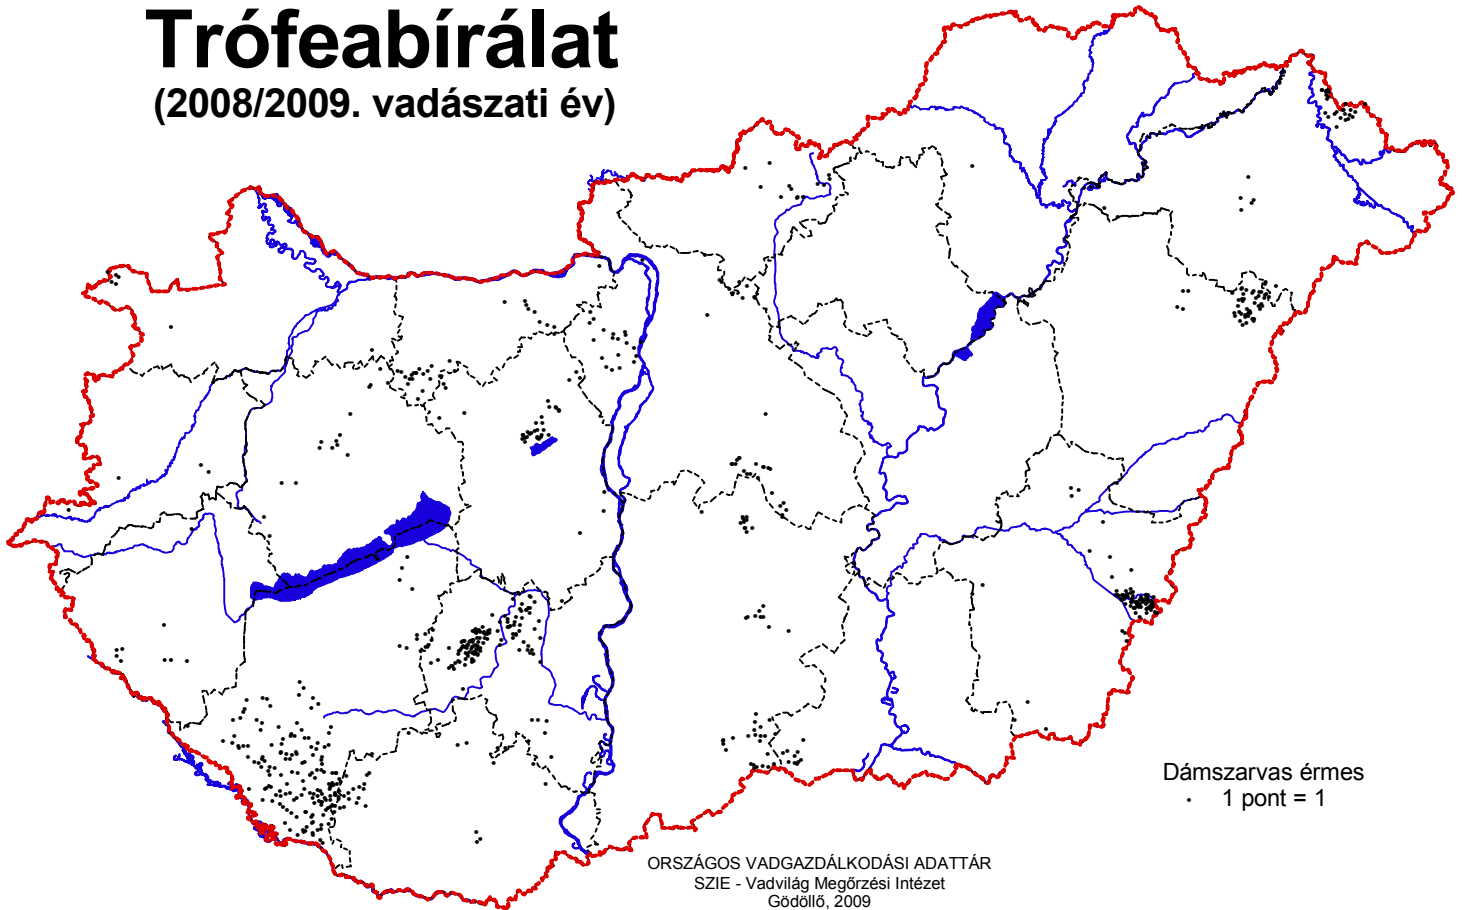 Trófeabírálat
(2008/2009. vadászati év)
Dámszarvas érmes
1 pont = 1
ORSZÁGOS VADGAZDÁLKODÁSI ADATTÁR
SZIE - Vadvilág Megőrzési Intézet
Gödöllő, 2009